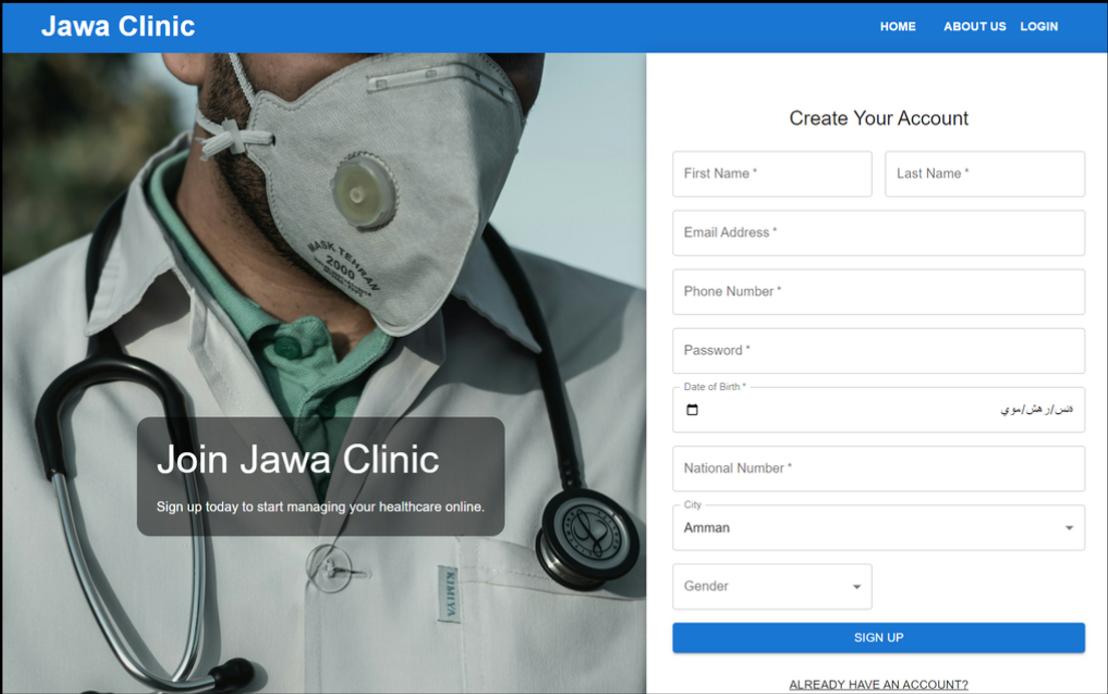 Jawa Clinic
HOME ABOUT US LOGIN
MASK TEHRAN
2000
KIMIYA
Join Jawa Clinic
Sign up today to start managing your healthcare online.
Create Your Account
First Name * Last Name *
Email Address *
Phone Number *
Password *
Date of Birth *
يوم/شهر/سنة
National Number *
City
Amman
Gender
SIGN UP
ALREADY HAVE AN ACCOUNT?